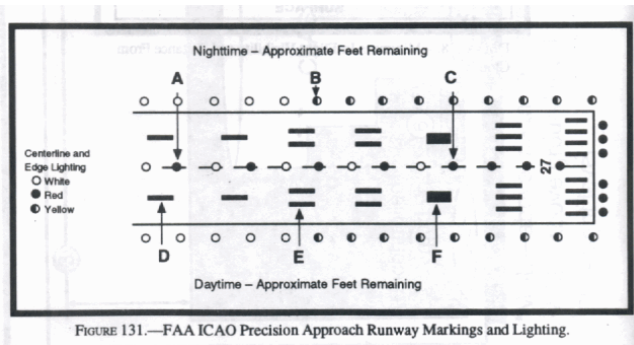 Nighttime – Approximate Feet Remaining
A B C
Centerline and
Edge Lighting
White
Red
Yellow
27
D E F
Daytime – Approximate Feet Remaining
FIGURE 131.—FAA ICAO Precision Approach Runway Markings and Lighting.